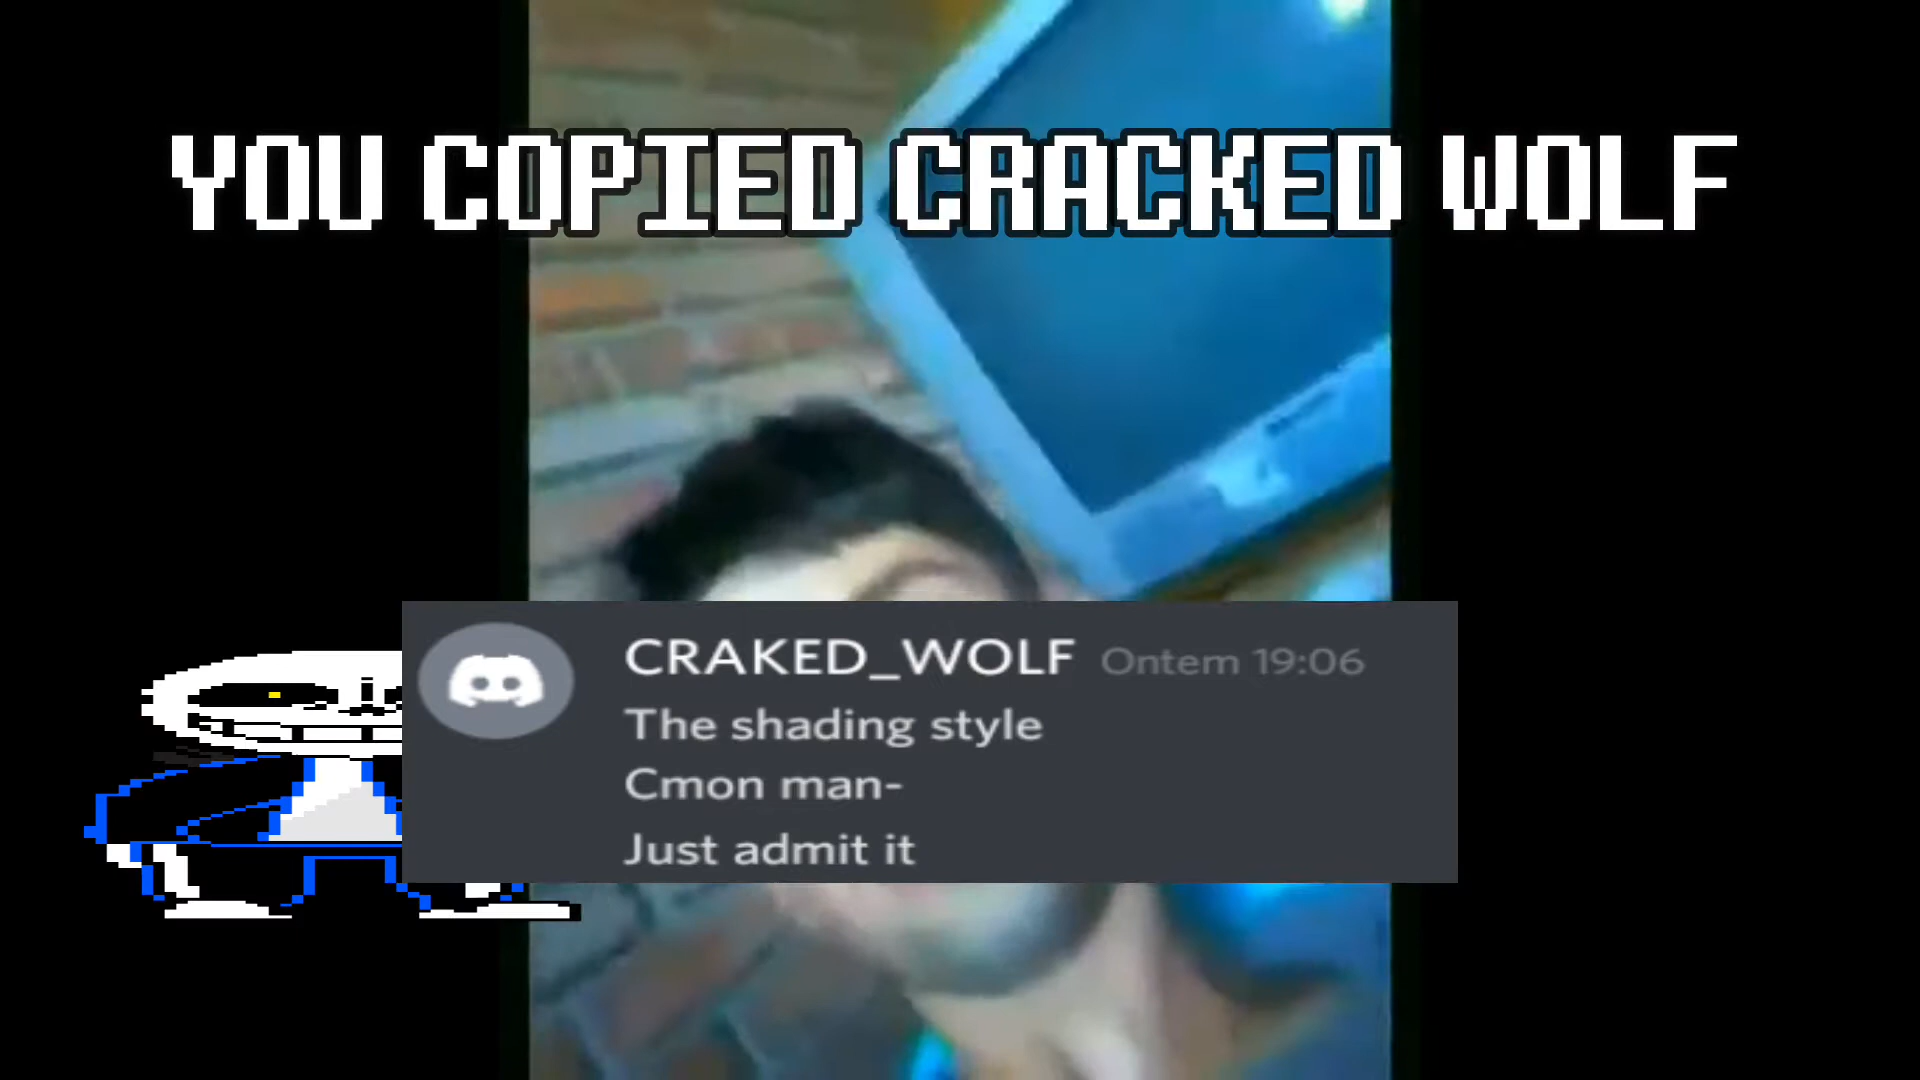 YOU COPIED CRACKED WOLF
CRAKED_WOLF Ontem 19:06
The shading style
Cmon man-
Just admit it